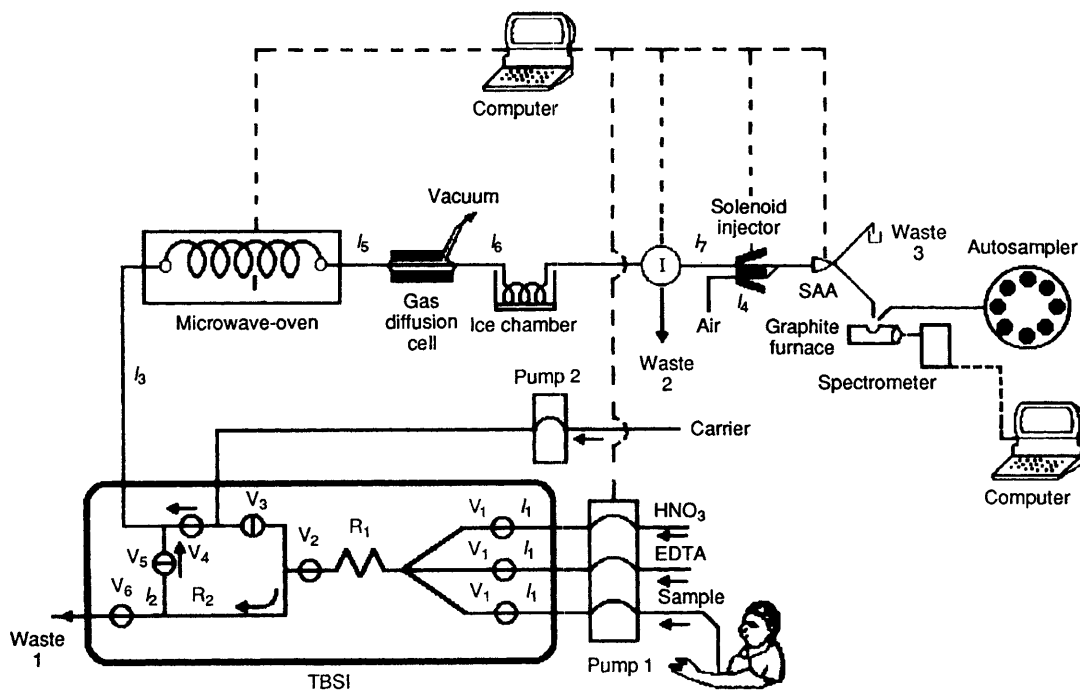 Computer
Vacuum
l5
l6
l7
Solenoid
injector
Waste
3
Autosampler
I
SAA
Microwave-oven
Gas
diffusion
cell
Ice chamber
Air
l4
Graphite
furnace
Waste
2
Spectrometer
l3
Pump 2
Carrier
Computer
V3
V1
l1
HNO3
V2
R1
V4
V5
V1
l1
EDTA
V6
l2
R2
V1
l1
Sample
Waste
1
Pump 1
TBSI